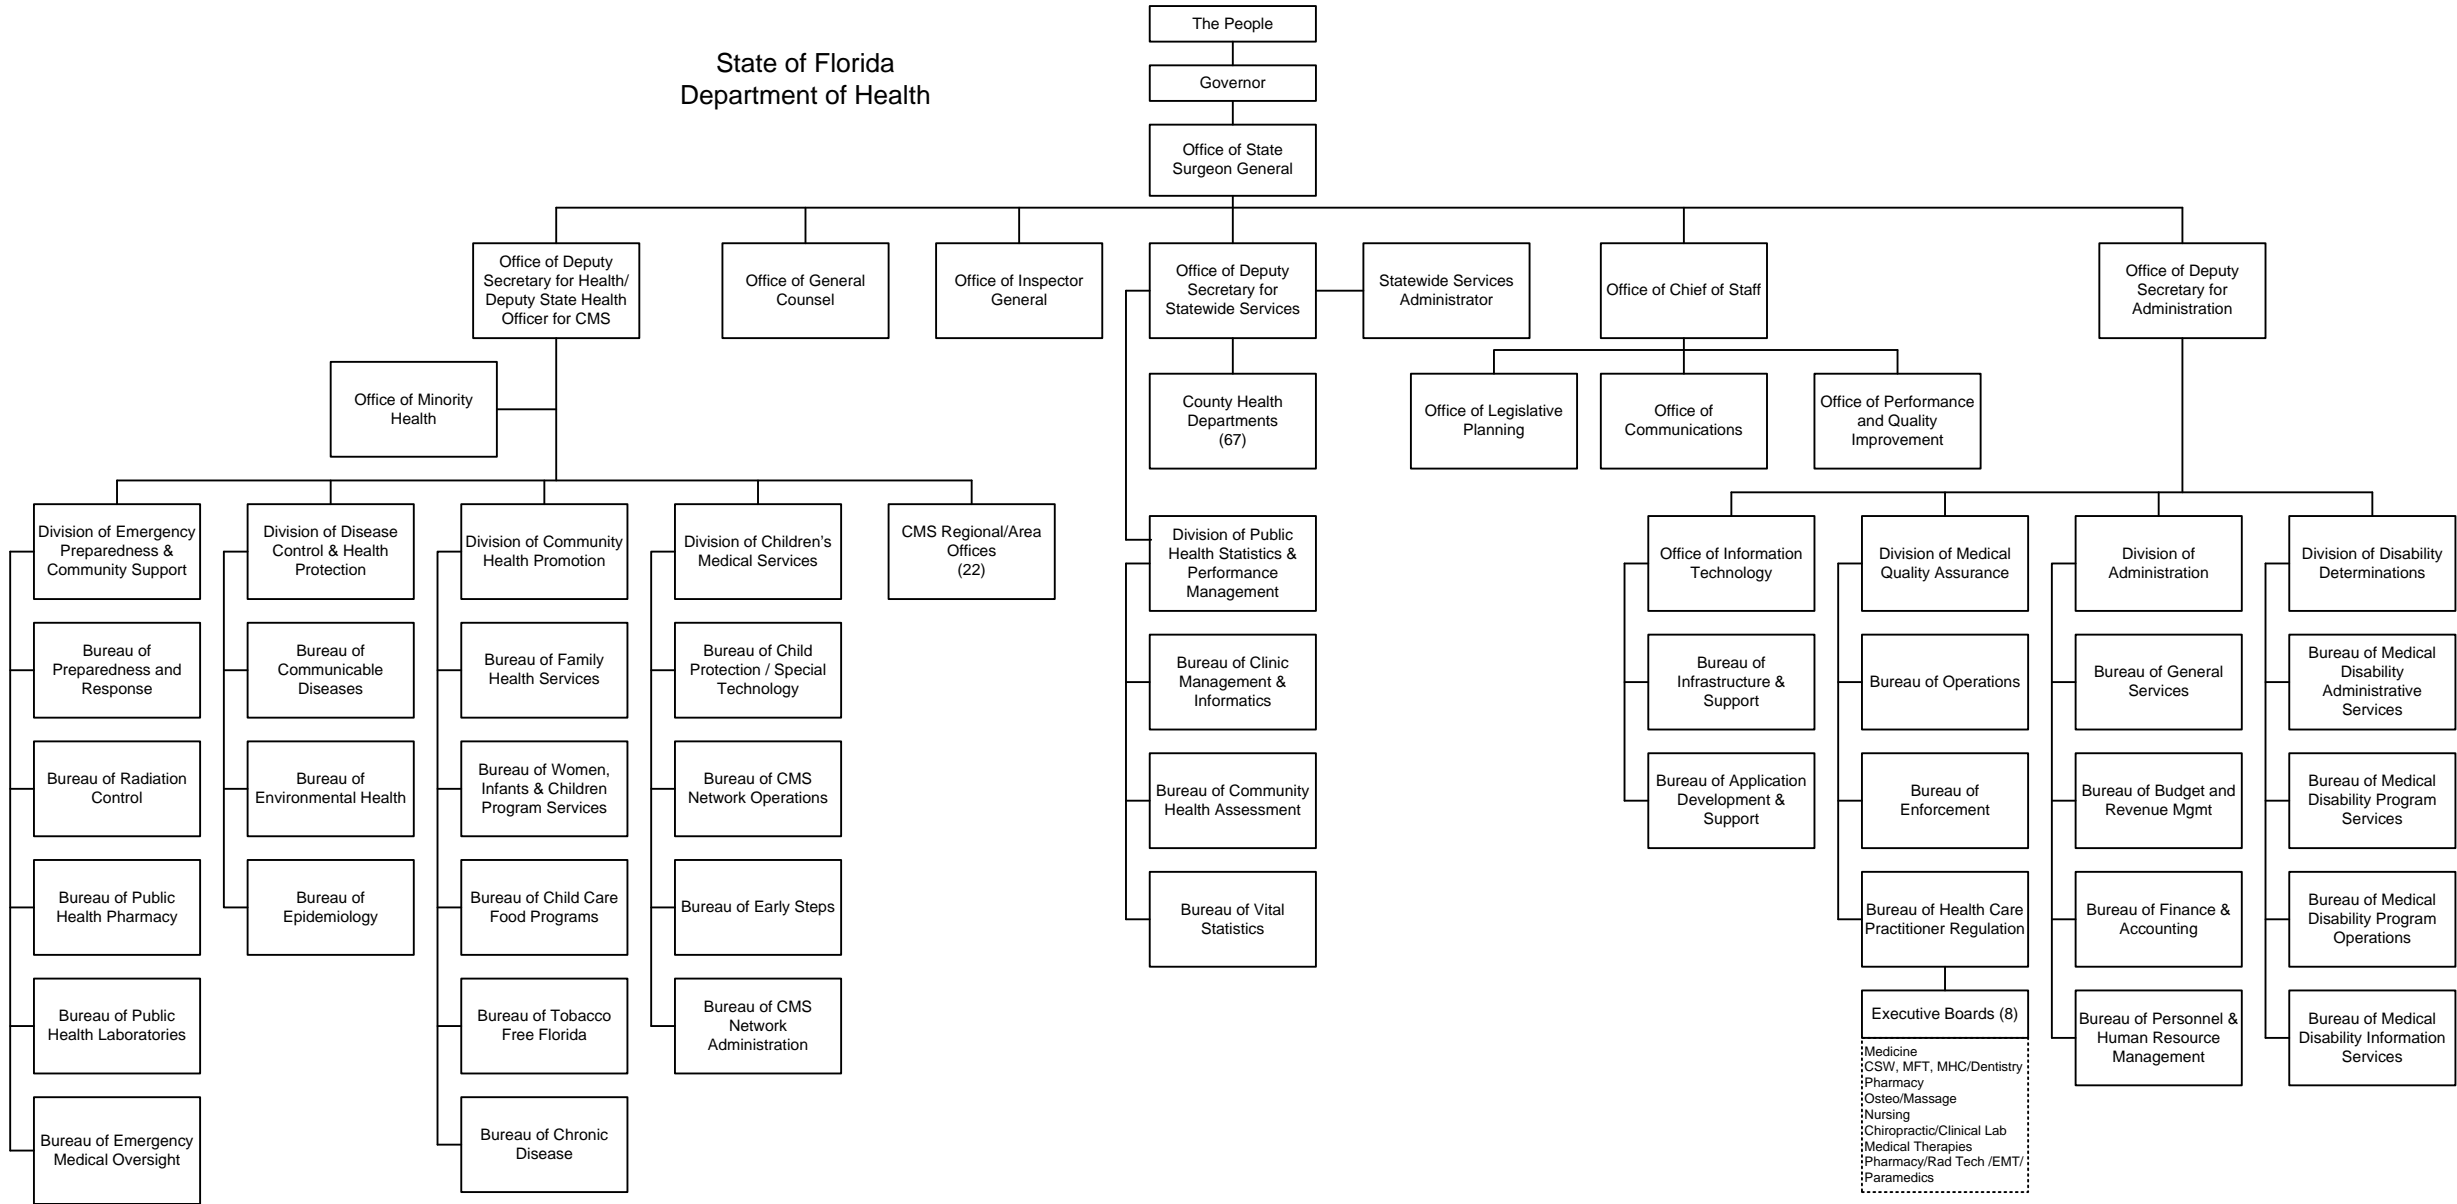 The People
State of Florida
Department of Health
Governor
Office of State
Surgeon General
Office of Deputy
Secretary for Health/
Deputy State Health
Officer for CMS
Office of General
Counsel
Office of Inspector
General
Office of Deputy
Secretary for
Statewide Services
Statewide Services
Administrator
Office of Chief of Staff
Office of Deputy
Secretary for
Administration
Office of Minority
Health
County Health
Departments
(67)
Office of Legislative
Planning
Office of
Communications
Office of Performance
and Quality
Improvement
Division of Emergency
Preparedness &
Community Support
Bureau of
Preparedness and
Response
Bureau of Radiation
Control
Bureau of Public
Health Pharmacy
Bureau of Public
Health Laboratories
Bureau of Emergency
Medical Oversight
Division of Disease
Control & Health
Protection
Bureau of
Communicable
Diseases
Bureau of
Environmental Health
Bureau of
Epidemiology
Division of Community
Health Promotion
Bureau of Family
Health Services
Bureau of Women,
Infants & Children
Program Services
Bureau of Child Care
Food Programs
Bureau of Tobacco
Free Florida
Bureau of Chronic
Disease
Division of Children’s
Medical Services
Bureau of Child
Protection / Special
Technology
Bureau of CMS
Network Operations
Bureau of Early Steps
Bureau of CMS
Network
Administration
CMS Regional/Area
Offices
(22)
Division of Public
Health Statistics &
Performance
Management
Bureau of Clinic
Management &
Informatics
Bureau of Community
Health Assessment
Bureau of Vital
Statistics
Office of Information
Technology
Bureau of
Infrastructure &
Support
Bureau of Application
Development &
Support
Division of Medical
Quality Assurance
Bureau of Operations
Bureau of
Enforcement
Bureau of Health Care
Practitioner Regulation
Executive Boards (8)
Medicine
CSW, MFT, MHC/Dentistry
Pharmacy
Osteo/Massage
Nursing
Chiropractic/Clinical Lab
Medical Therapies
Pharmacy/Rad Tech /EMT/
Paramedics
Division of
Administration
Bureau of General
Services
Bureau of Budget and
Revenue Mgmt
Bureau of Finance &
Accounting
Bureau of Personnel &
Human Resource
Management
Division of Disability
Determinations
Bureau of Medical
Disability
Administrative
Services
Bureau of Medical
Disability Program
Services
Bureau of Medical
Disability Program
Operations
Bureau of Medical
Disability Information
Services